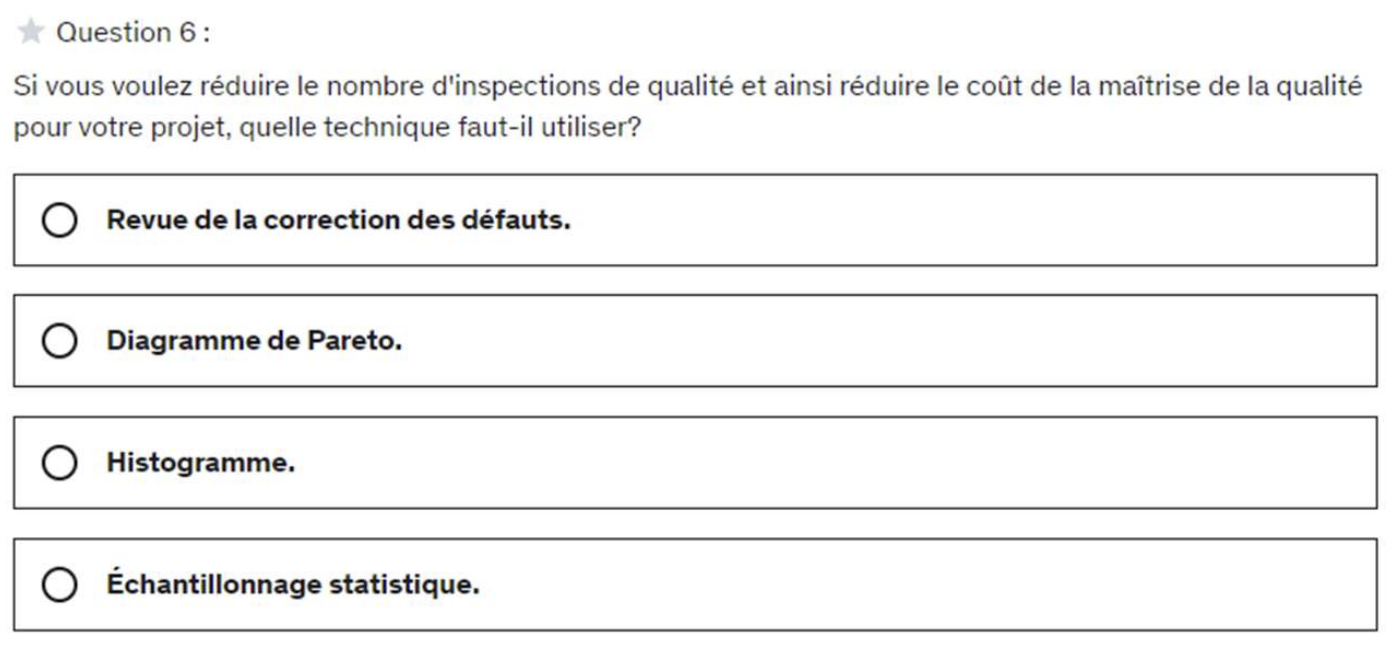 Question 6 :
Si vous voulez réduire le nombre d'inspections de qualité et ainsi réduire le coût de la maîtrise de la qualité
pour votre projet, quelle technique faut-il utiliser?
Revue de la correction des défauts.
Diagramme de Pareto.
Histogramme.
Échantillonnage statistique.